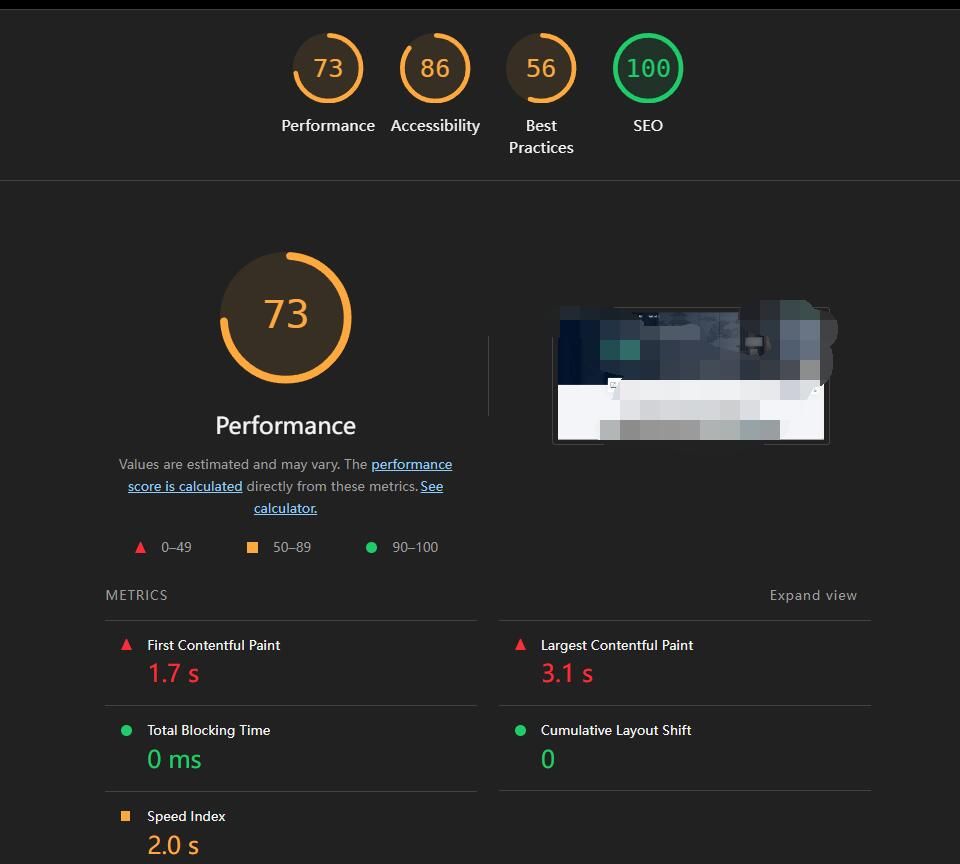 73
86
56
100
Performance
Accessibility
Best
Practices
SEO
73
Performance
Values are estimated and may vary. The performance
score is calculated directly from these metrics. See
calculator.
0–49
50–89
90–100
METRICS
Expand view
First Contentful Paint
1.7 s
Largest Contentful Paint
3.1 s
Total Blocking Time
0 ms
Cumulative Layout Shift
0
Speed Index
2.0 s